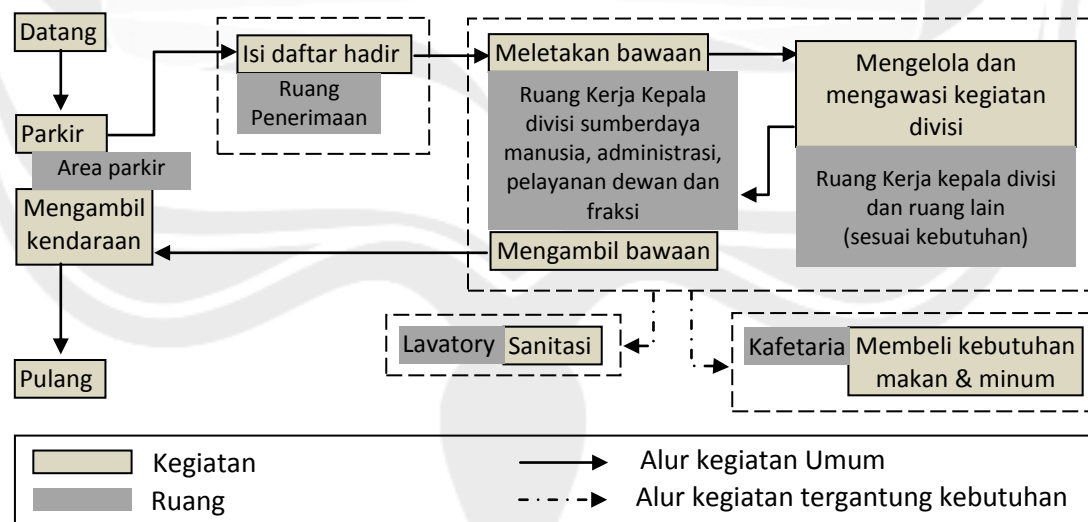 Datang
Parkir
Area parkir
Mengambil
kendaraan
Pulang
Isi daftar hadir
Ruang
Penerimaan
Meletakan bawaan
Ruang Kerja Kepala
divisi sumberdaya
manusia, administrasi,
pelayanan dewan dan
fraksi
Mengambil bawaan
Mengelola dan
mengawasi kegiatan
divisi
Ruang Kerja kepala divisi
dan ruang lain
(sesuai kebutuhan)
Lavatory Sanitasi
Kafetaria Membeli kebutuhan
makan & minum
Kegiatan
Ruang
Alur kegiatan Umum
Alur kegiatan tergantung kebutuhan